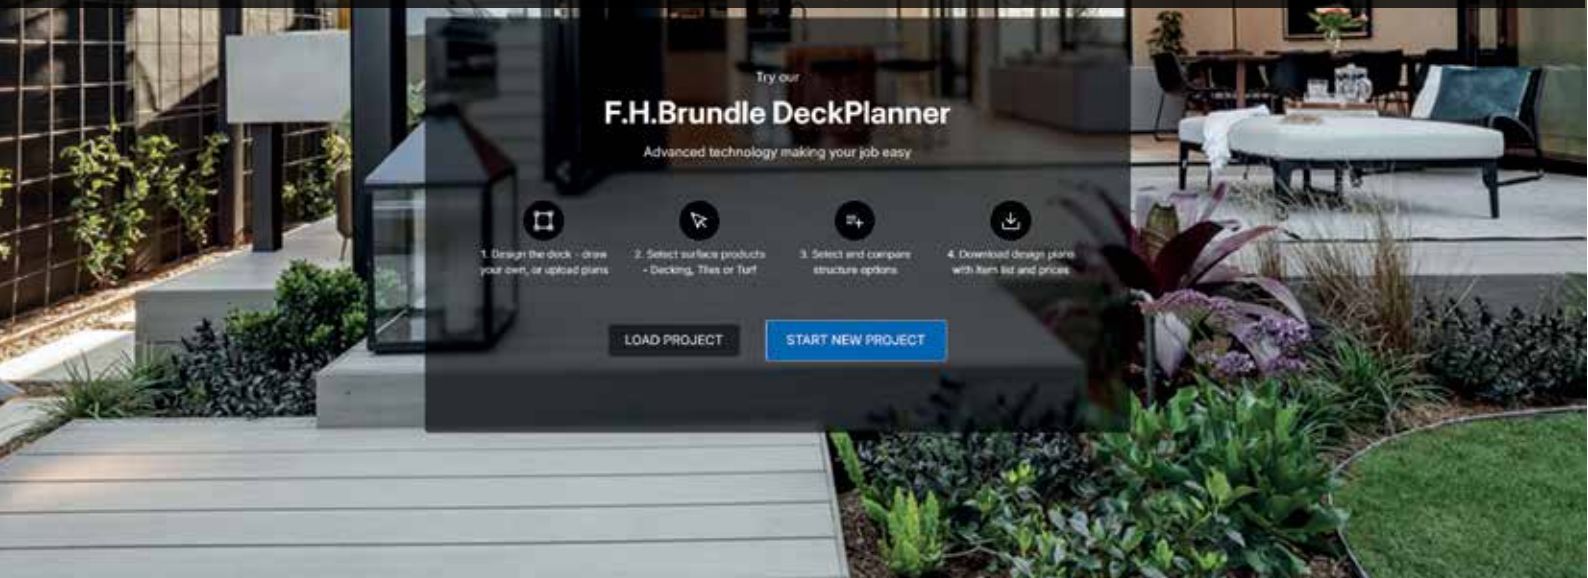 Try our
F.H.Brundle DeckPlanner
Advanced technology making your job easy
1. Design the deck - draw
your own, or upload plans
2. Select surface products
- Decking, Tiles or Turf
3. Select and compare
structure options
4. Download design plans
with item list and prices
LOAD PROJECT
START NEW PROJECT